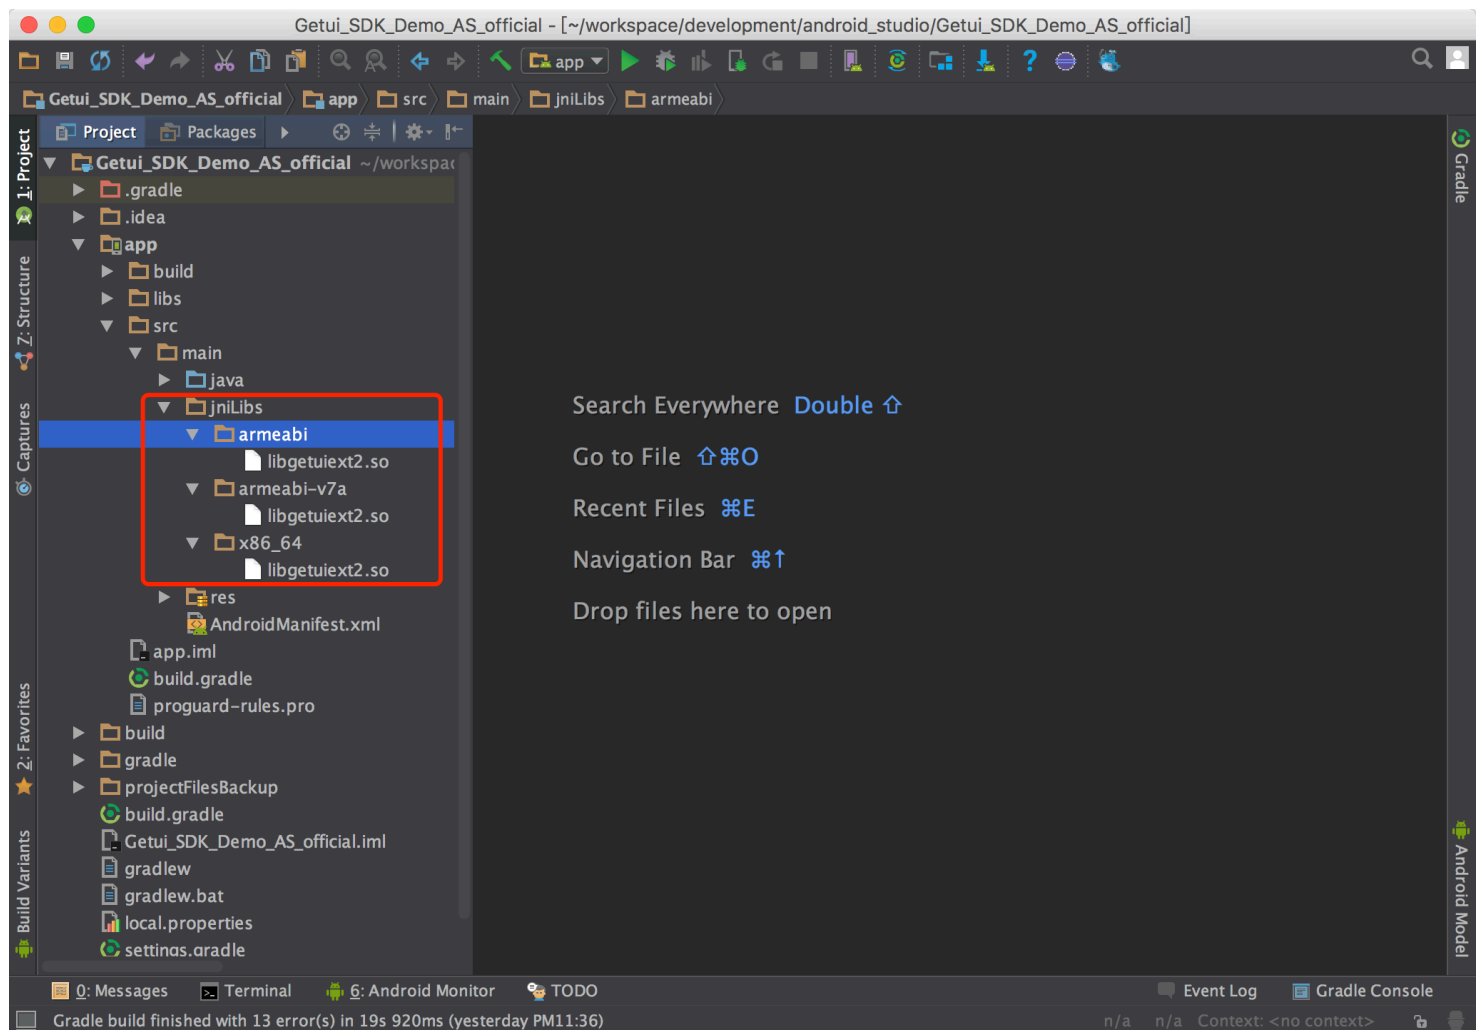 Getui_SDK_Demo_AS_official - [~/workspace/development/android_studio/Getui_SDK_Demo_AS_official]
app
Getui_SDK_Demo_AS_official app src main jniLibs armeabi
Project Packages
Getui_SDK_Demo_AS_official ~/workspac
.gradle
.idea
app
build
libs
src
main
java
jniLibs
armeabi
libgetuiext2.so
armeabi-v7a
libgetuiext2.so
x86_64
libgetuiext2.so
res
AndroidManifest.xml
app.iml
build.gradle
proguard-rules.pro
build
gradle
projectFilesBackup
build.gradle
Getui_SDK_Demo_AS_official.iml
gradlew
gradlew.bat
local.properties
settings.gradle
1: Project
Z: Structure
Captures
2: Favorites
Build Variants
Search Everywhere Double ⇧
Go to File ⇧⌘O
Recent Files ⌘E
Navigation Bar ⌘↑
Drop files here to open
Gradle
Android Model
0: Messages Terminal 6: Android Monitor TODO Event Log Gradle Console
Gradle build finished with 13 error(s) in 19s 920ms (yesterday PM11:36) n/a n/a Context: <no context>